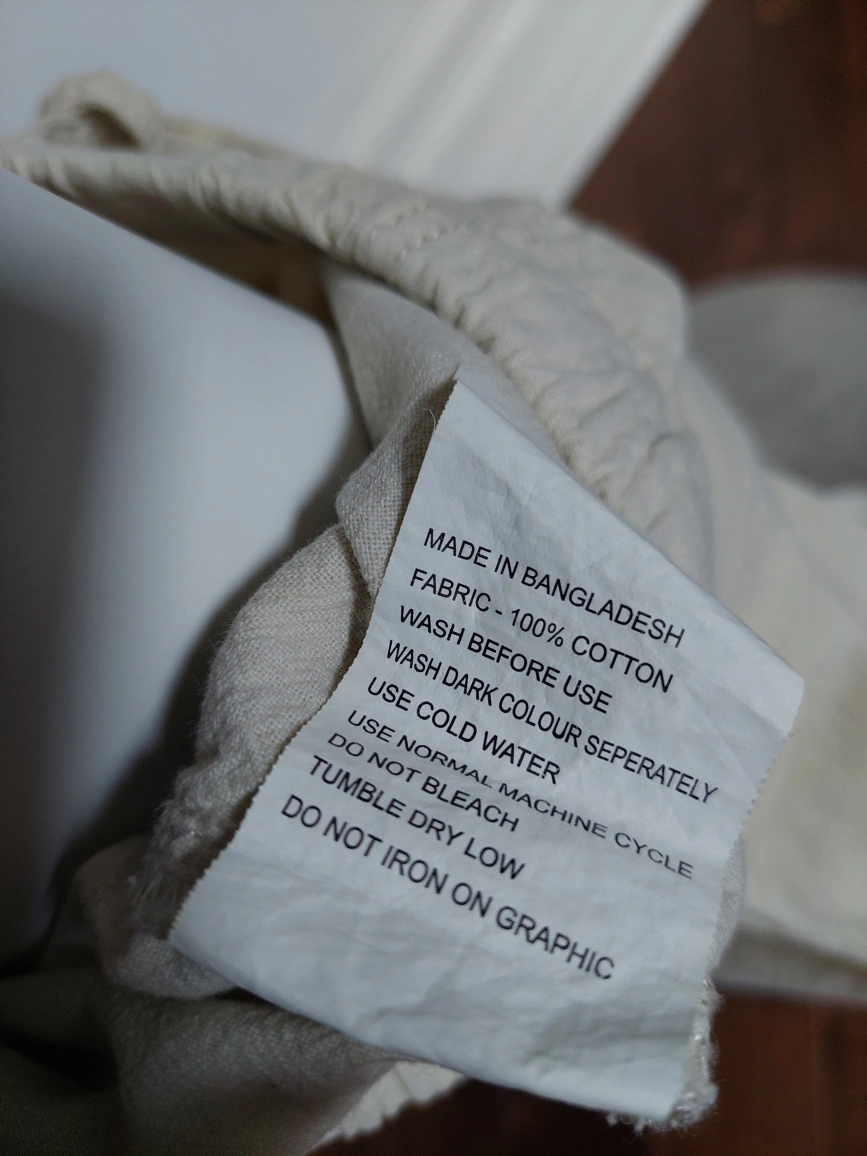 MADE IN BANGLADESH
FABRIC - 100% COTTON
WASH BEFORE USE
WASH DARK COLOUR SEPERATELY
USE COLD WATER
USE NORMAL MACHINE CYCLE
DO NOT BLEACH
TUMBLE DRY LOW
DO NOT IRON ON GRAPHIC